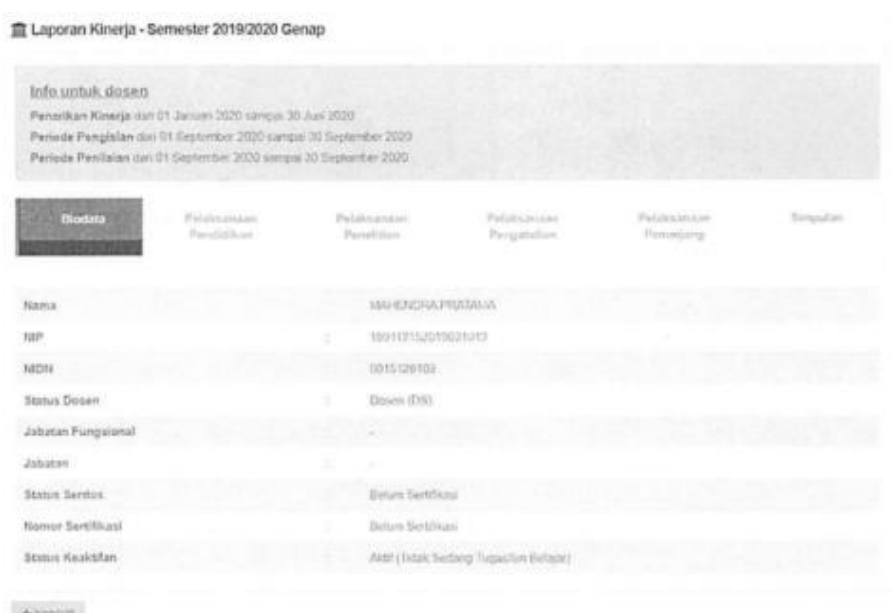 Laporan Kinerja - Semester 2019/2020 Genap
Info untuk dosen
Penarikan Kinerja dari 01 Januari 2020 sampai 30 Juni 2020
Periode Pengisian dari 01 September 2020 sampai 30 September 2020
Periode Penilaian dari 01 September 2020 sampai 30 September 2020
Biodata
Pelaksanaan Pendidikan
Pelaksanaan Penelitian
Pelaksanaan Pengabdian
Pelaksanaan Penunjang
Simpulan
Nama MAHENDRA PRATAMA
NIP :
NIDN
Status Dosen : Dosen (DS)
Jabatan Fungsional : -
Jabatan : -
Status Serdos : Belum Sertifikasi
Nomor Sertifikasi : Belum Sertifikasi
Status Keaktifan : Aktif (Tidak Sedang Tugas/Izin Belajar)